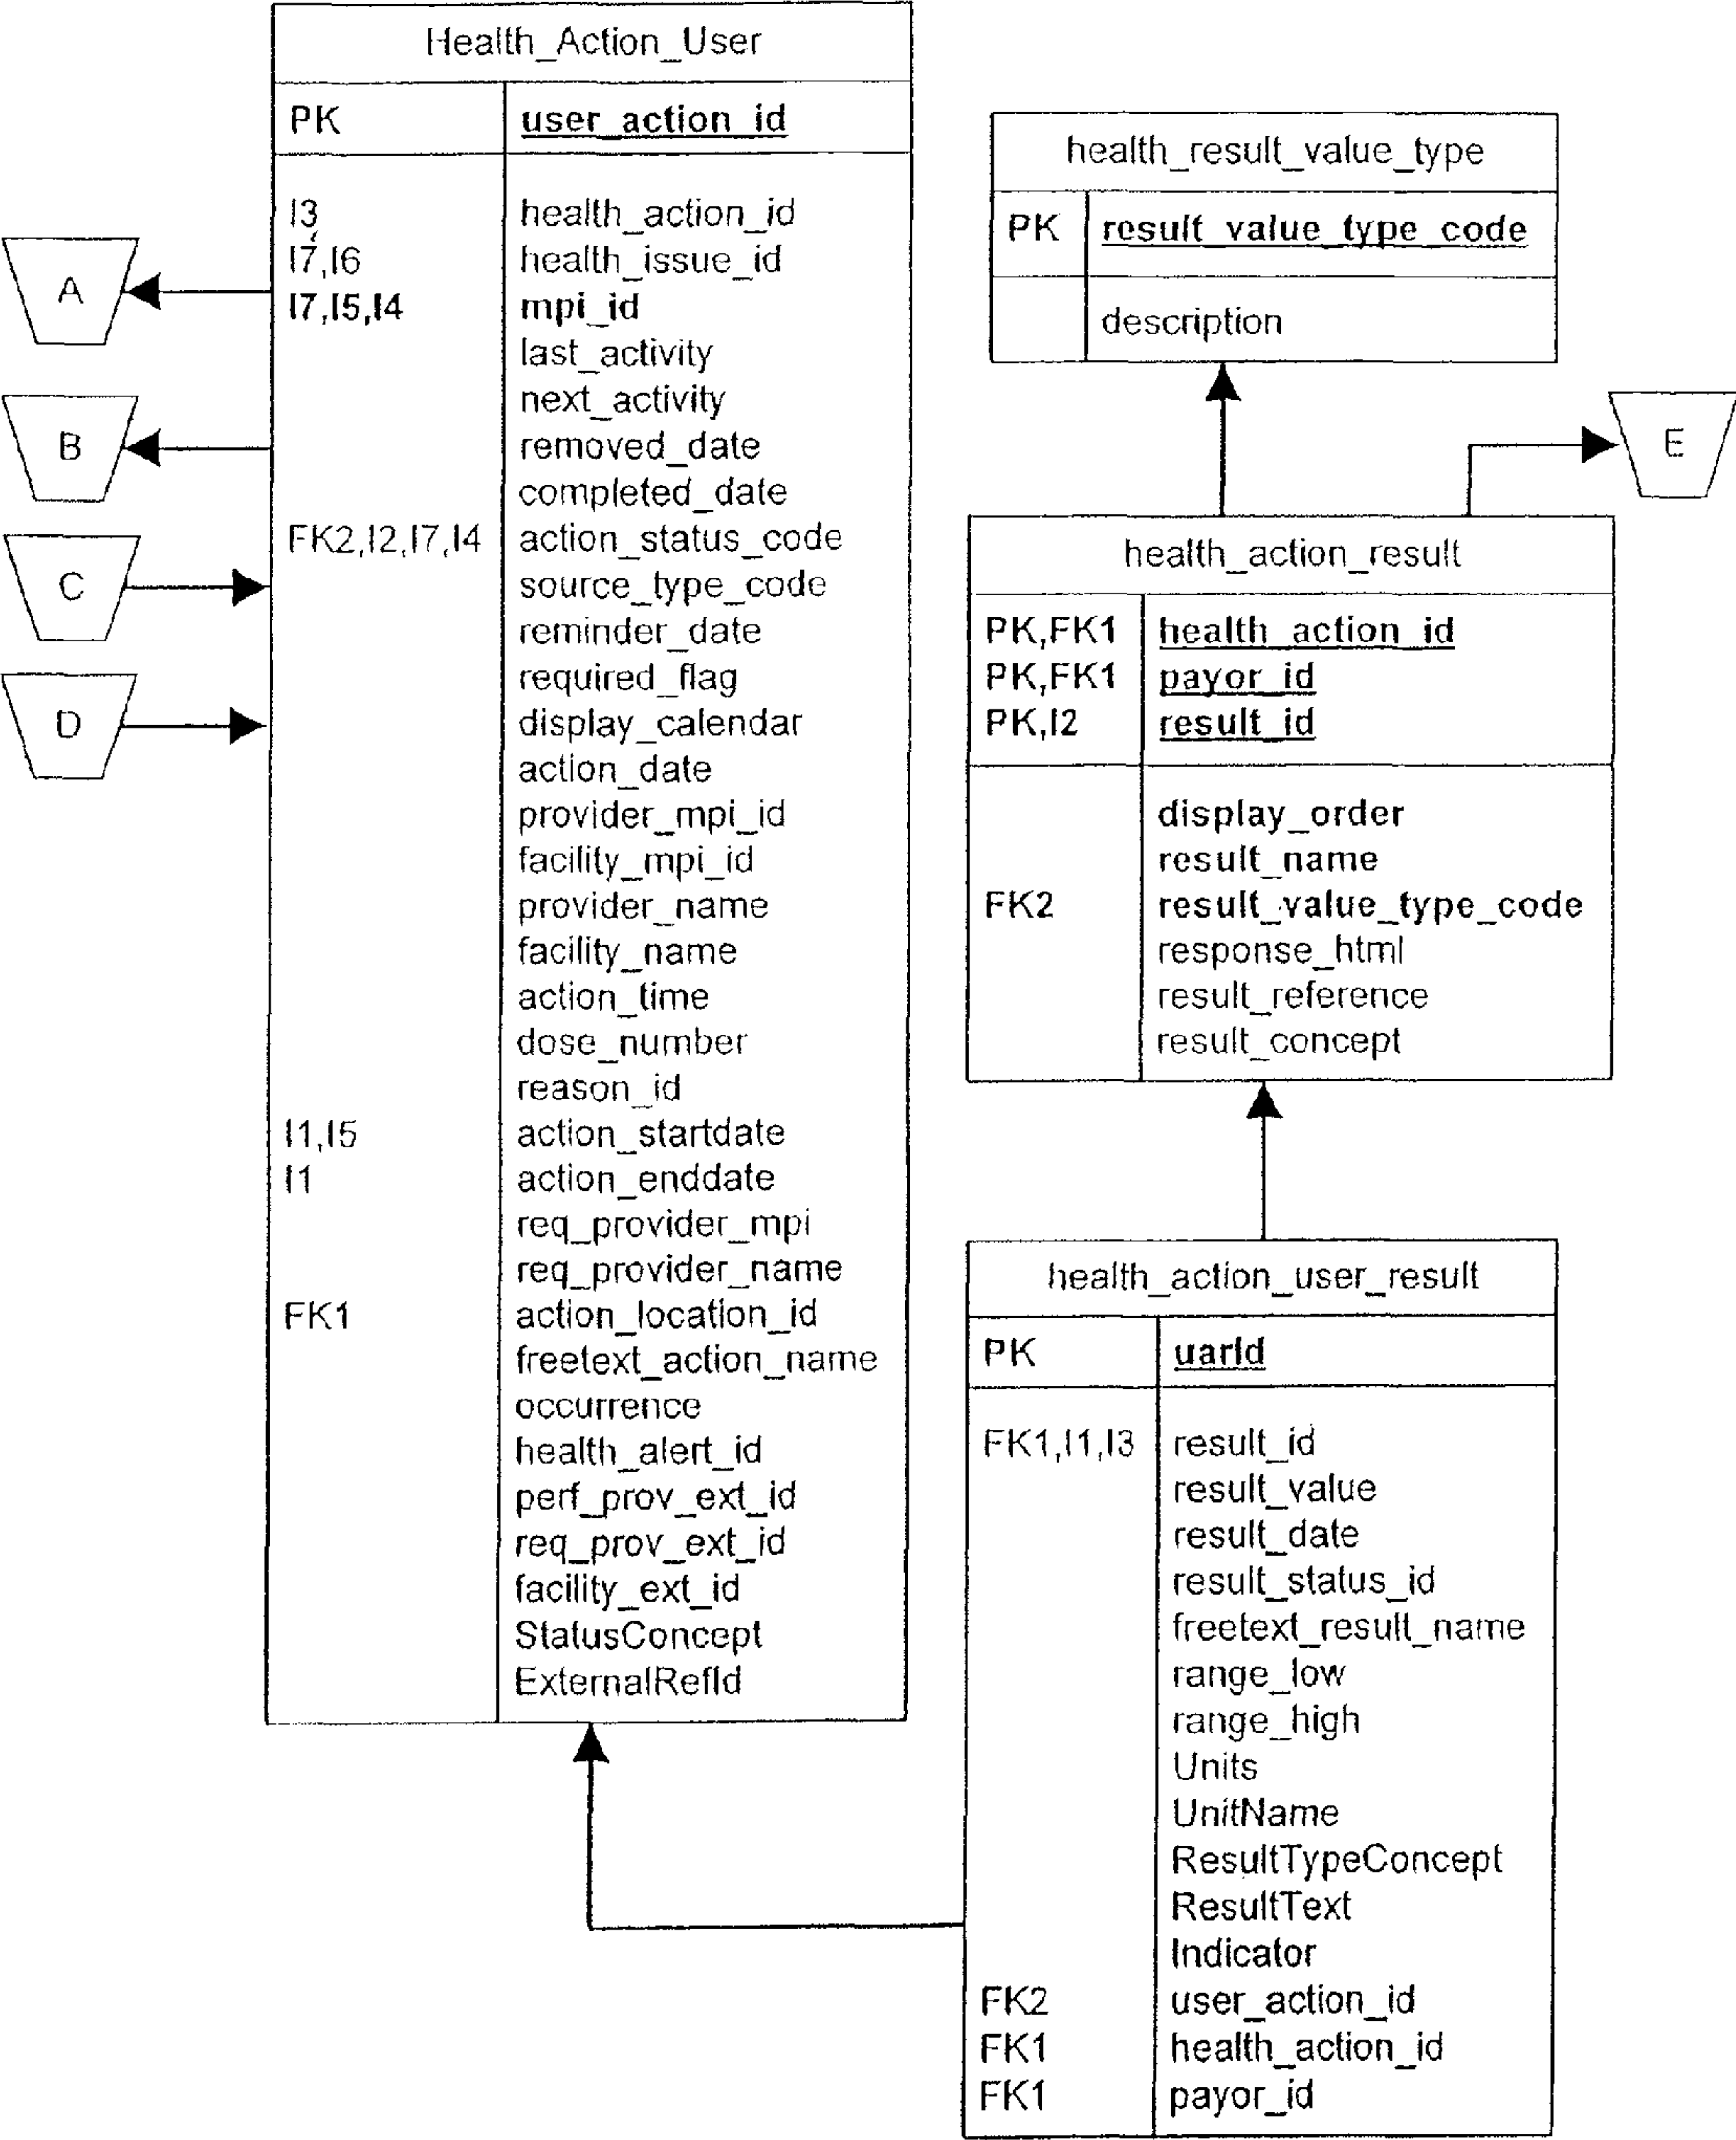 Health_Action_User
PK user_action_id
I3 health_action_id
I7,I6 health_issue_id
I7,I5,I4 mpi_id
last_activity
next_activity
removed_date
completed_date
FK2,I2,I7,I4 action_status_code
source_type_code
reminder_date
required_flag
display_calendar
action_date
provider_mpi_id
facility_mpi_id
provider_name
facility_name
action_time
dose_number
reason_id
I1,I5 action_startdate
I1 action_enddate
req_provider_mpi
req_provider_name
FK1 action_location_id
freetext_action_name
occurrence
health_alert_id
perf_prov_ext_id
req_prov_ext_id
facility_ext_id
StatusConcept
ExternalRefId
A
B
C
D
health_result_value_type
PK result_value_type_code
description
E
health_action_result
PK,FK1 health_action_id
PK,FK1 payor_id
PK,I2 result_id
display_order
result_name
FK2 result_value_type_code
response_html
result_reference
result_concept
health_action_user_result
PK uarId
FK1,I1,I3 result_id
result_value
result_date
result_status_id
freetext_result_name
range_low
range_high
Units
UnitName
ResultTypeConcept
ResultText
Indicator
FK2 user_action_id
FK1 health_action_id
FK1 payor_id